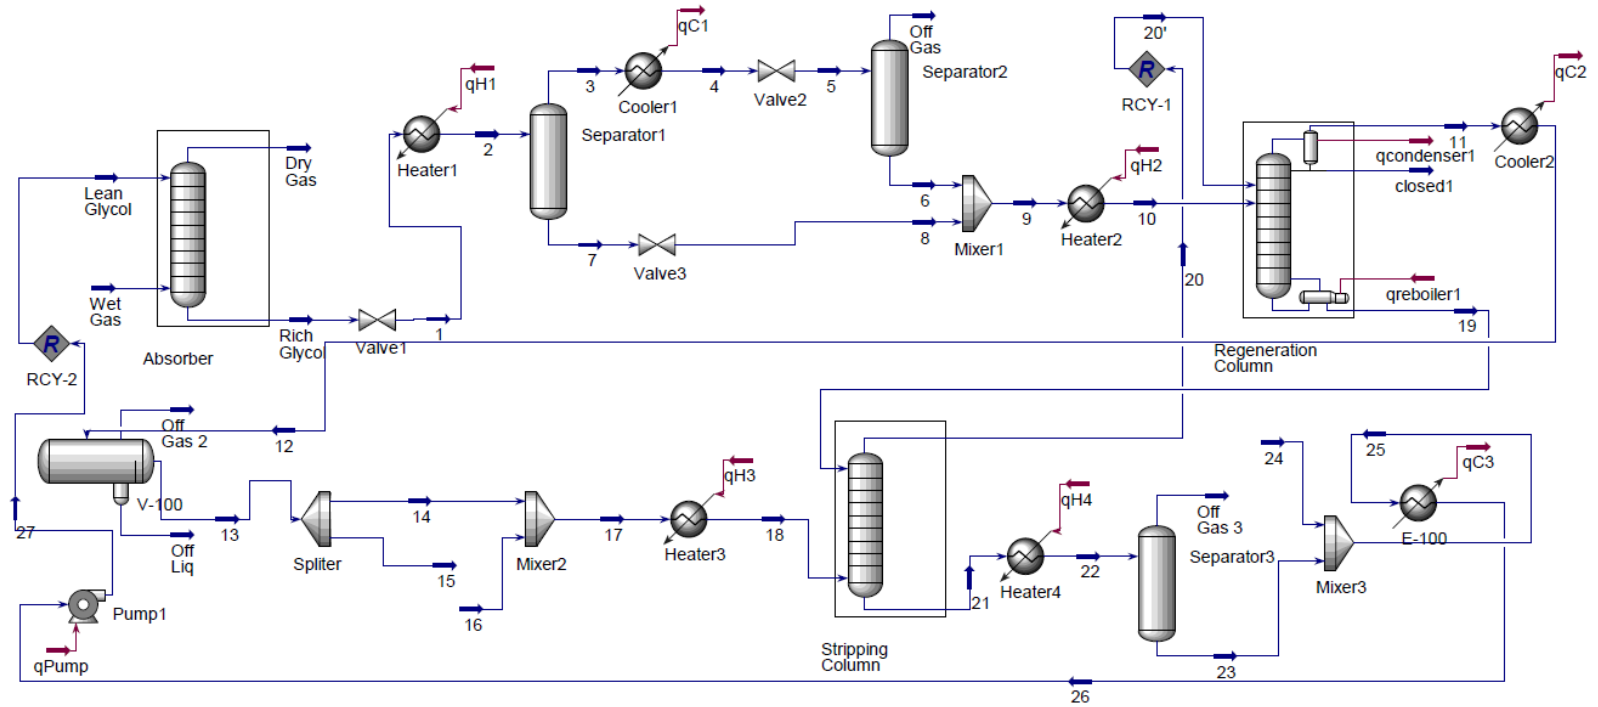 20'
Off
Gas
qC1
qC2
qH1
3
4
5
Separator2
Valve2
Cooler1
RCY-1
Separator1
2
Heater1
11
Cooler2
qcondenser1
closed1
Dry
Gas
qH2
Lean
Glycol
6
9
10
8
Heater2
Mixer1
7
Valve3
20
qreboiler1
19
Wet
Gas
Rich
Glycol
1
Valve1
Absorber
Regeneration
Column
RCY-2
Off
Gas 2
12
24
25
qC3
qH3
qH4
V-100
14
17
18
Off
Gas 3
27
13
Off
Liq
Spliter
Mixer2
Heater3
E-100
Separator3
22
15
Heater4
Mixer3
21
Pump1
16
qPump
Stripping
Column
23
26